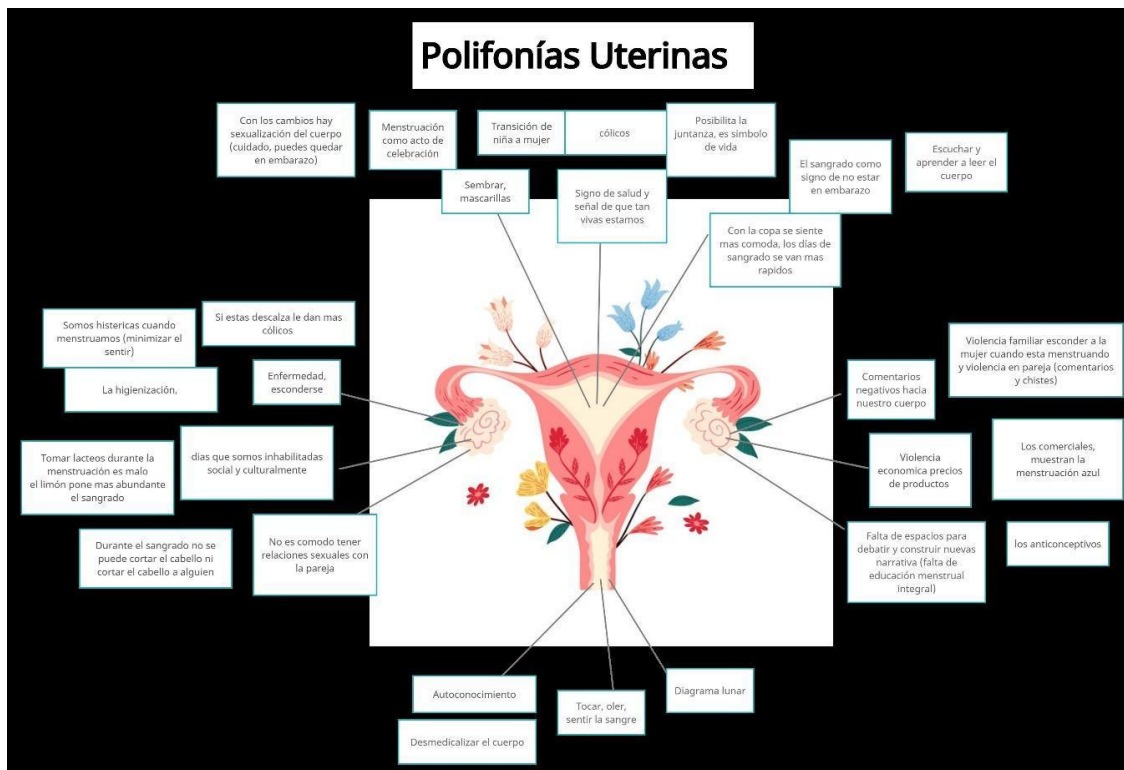 Polifonías Uterinas
Con los cambios hay
sexualización del cuerpo
(cuidado, puedes quedar
en embarazo)
Menstruación
como acto de
celebración
Transición de
niña a mujer
cólicos
Posibilita la
juntanza, es simbolo
de vida
El sangrado como
signo de no estar
en embarazo
Escuchar y
aprender a leer el
cuerpo
Sembrar,
mascarillas
Signo de salud y
señal de que tan
vivas estamos
Con la copa se siente
mas comoda, los días de
sangrado se van mas
rapidos
Somos histericas cuando
menstruamos (minimizar el
sentir)
Si estas descalza le dan mas
cólicos
La higienización,
Enfermedad,
esconderse
Tomar lacteos durante la
menstruación es malo
el limón pone mas abundante
el sangrado
dias que somos inhabilitadas
social y culturalmente
Durante el sangrado no se
puede cortar el cabello ni
cortar el cabello a alguien
No es comodo tener
relaciones sexuales con
la pareja
Comentarios
negativos hacia
nuestro cuerpo
Violencia familiar esconder a la
mujer cuando esta menstruando
y violencia en pareja (comentarios
y chistes)
Violencia
economica precios
de productos
Los comerciales,
muestran la
menstruación azul
Falta de espacios para
debatir y construir nuevas
narrativa (falta de
educación menstrual
integral)
los anticonceptivos
Autoconocimiento
Desmedicalizar el cuerpo
Tocar, oler,
sentir la sangre
Diagrama lunar